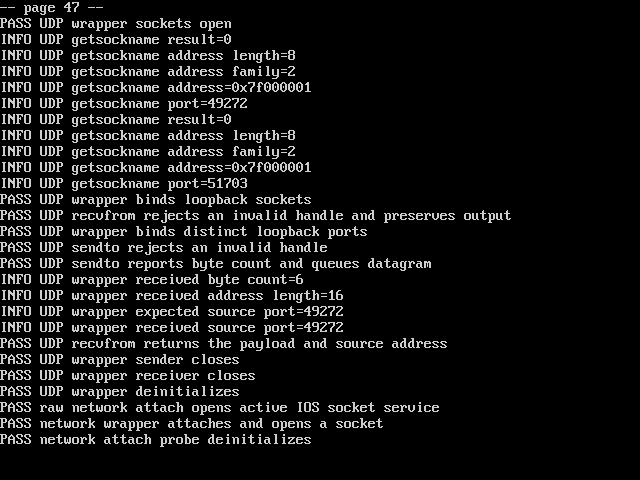 -- page 47 --
PASS UDP wrapper sockets open
INFO UDP getsockname result=0
INFO UDP getsockname address length=8
INFO UDP getsockname address family=2
INFO UDP getsockname address=0x7f000001
INFO UDP getsockname port=49272
INFO UDP getsockname result=0
INFO UDP getsockname address length=8
INFO UDP getsockname address family=2
INFO UDP getsockname address=0x7f000001
INFO UDP getsockname port=51703
PASS UDP wrapper binds loopback sockets
PASS UDP recvfrom rejects an invalid handle and preserves output
PASS UDP wrapper binds distinct loopback ports
PASS UDP sendto rejects an invalid handle
PASS UDP sendto reports byte count and queues datagram
INFO UDP wrapper received byte count=6
INFO UDP wrapper received address length=16
INFO UDP wrapper expected source port=49272
INFO UDP wrapper received source port=49272
PASS UDP recvfrom returns the payload and source address
PASS UDP wrapper sender closes
PASS UDP wrapper receiver closes
PASS UDP wrapper deinitializes
PASS raw network attach opens active IOS socket service
PASS network wrapper attaches and opens a socket
PASS network attach probe deinitializes